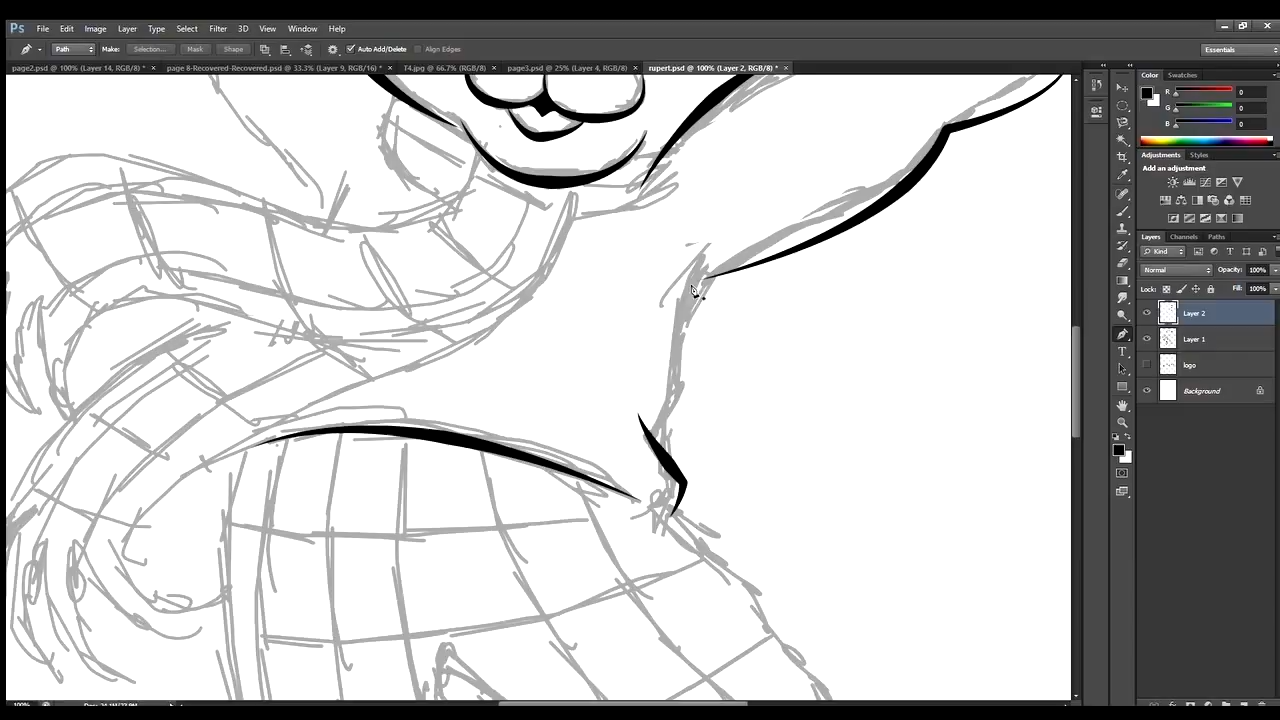 Ps File Edit Image Layer Type Select Filter 3D View Window Help
Path Make: Selection... Mask Shape Auto Add/Delete Align Edges Essentials
page2.psd @ 100% (Layer 14, RGB/8) * × page 8-Recovered-Recovered.psd @ 33.3% (Layer 9, RGB/16) * × T4.jpg @ 66.7% (RGB/8) × page3.psd @ 25% (Layer 4, RGB/8) × rupert.psd @ 100% (Layer 2, RGB/8) * ×
Color Swatches
R 0
G 0
B 0
Adjustments Styles
Add an adjustment
Layers Channels Paths
Kind
Normal Opacity: 100%
Lock: Fill: 100%
Layer 2
Layer 1
logo
Background